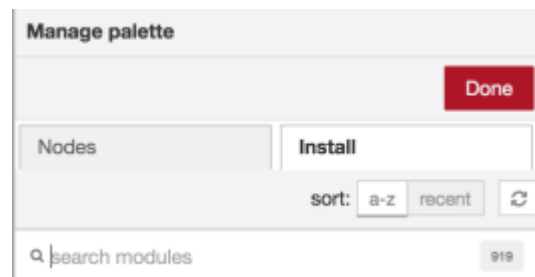 Manage palette
Done
Nodes Install
sort: a-z recent
search modules 919